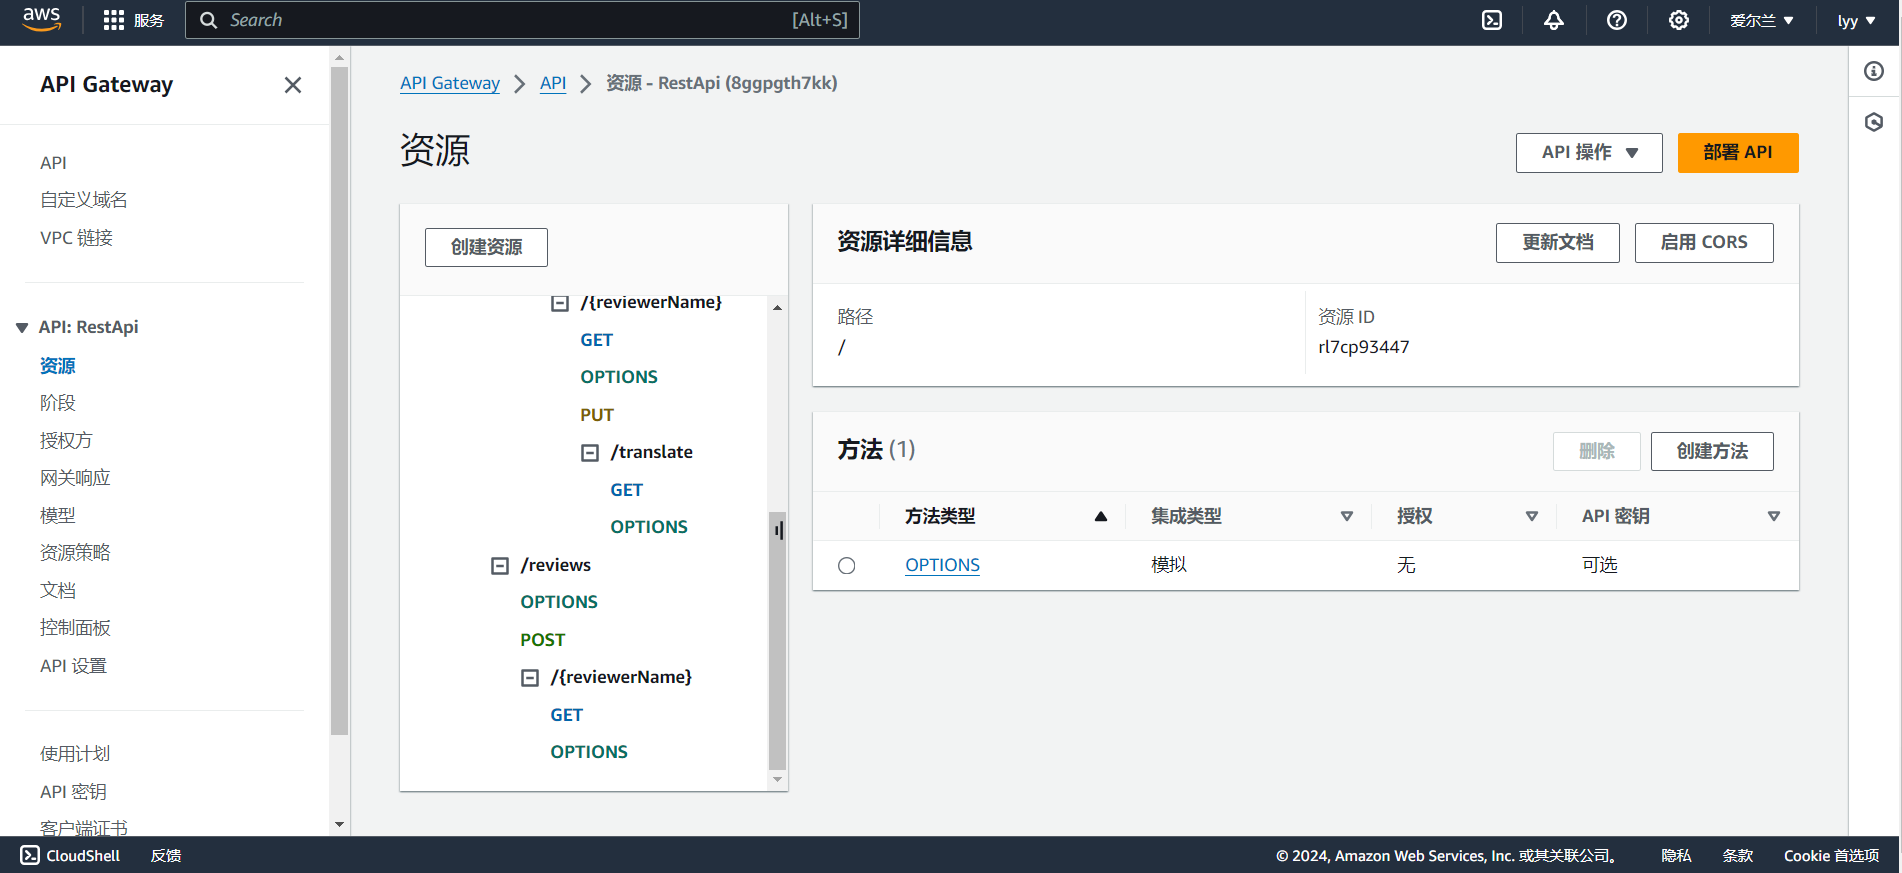 aws 服务 Search [Alt+S] 爱尔兰 lyy
API Gateway
API
自定义域名
VPC 链接
API: RestApi
资源
阶段
授权方
网关响应
模型
资源策略
文档
控制面板
API 设置
使用计划
API 密钥
客户端证书
API Gateway API 资源 - RestApi (8ggpgth7kk)
资源
API 操作 部署 API
创建资源
/{reviewerName}
GET
OPTIONS
PUT
/translate
GET
OPTIONS
/reviews
OPTIONS
POST
/{reviewerName}
GET
OPTIONS
资源详细信息 更新文档 启用 CORS
路径 资源 ID
/ rl7cp93447
方法 (1) 删除 创建方法
方法类型 集成类型 授权 API 密钥
OPTIONS 模拟 无 可选
CloudShell 反馈 © 2024, Amazon Web Services, Inc. 或其关联公司。 隐私 条款 Cookie 首选项